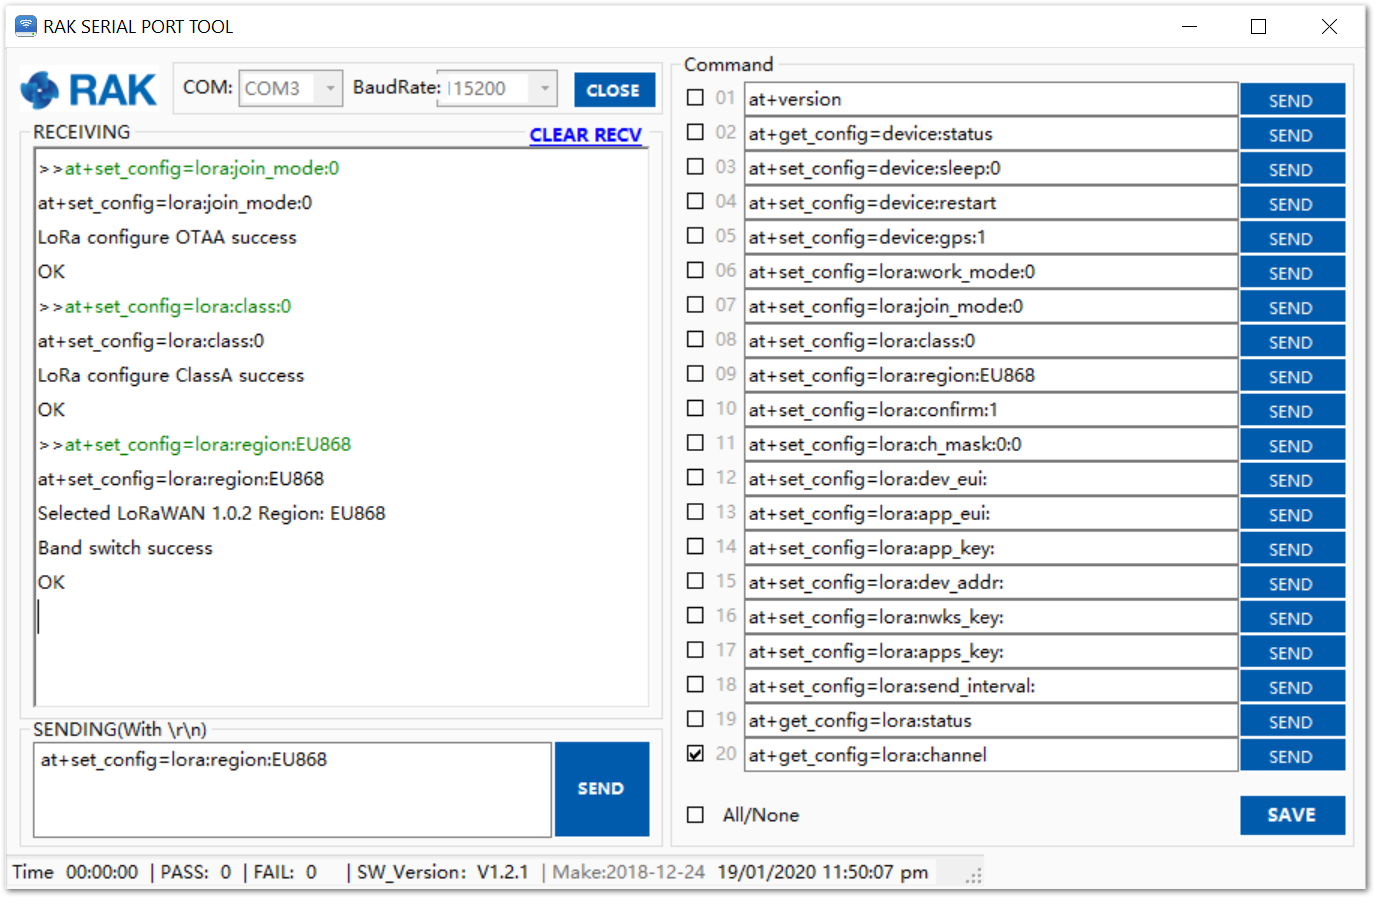 RAK SERIAL PORT TOOL
RAK
COM: COM3 BaudRate: 115200 CLOSE
RECEIVING CLEAR RECV
>>at+set_config=lora:join_mode:0
at+set_config=lora:join_mode:0
LoRa configure OTAA success
OK
>>at+set_config=lora:class:0
at+set_config=lora:class:0
LoRa configure ClassA success
OK
>>at+set_config=lora:region:EU868
at+set_config=lora:region:EU868
Selected LoRaWAN 1.0.2 Region: EU868
Band switch success
OK
SENDING(With \r\n)
at+set_config=lora:region:EU868
SEND
Command
01 at+version SEND
02 at+get_config=device:status SEND
03 at+set_config=device:sleep:0 SEND
04 at+set_config=device:restart SEND
05 at+set_config=device:gps:1 SEND
06 at+set_config=lora:work_mode:0 SEND
07 at+set_config=lora:join_mode:0 SEND
08 at+set_config=lora:class:0 SEND
09 at+set_config=lora:region:EU868 SEND
10 at+set_config=lora:confirm:1 SEND
11 at+set_config=lora:ch_mask:0:0 SEND
12 at+set_config=lora:dev_eui: SEND
13 at+set_config=lora:app_eui: SEND
14 at+set_config=lora:app_key: SEND
15 at+set_config=lora:dev_addr: SEND
16 at+set_config=lora:nwks_key: SEND
17 at+set_config=lora:apps_key: SEND
18 at+set_config=lora:send_interval: SEND
19 at+get_config=lora:status SEND
20 at+get_config=lora:channel SEND
All/None SAVE
Time 00:00:00 | PASS: 0 | FAIL: 0 | SW_Version: V1.2.1 | Make:2018-12-24 19/01/2020 11:50:07 pm